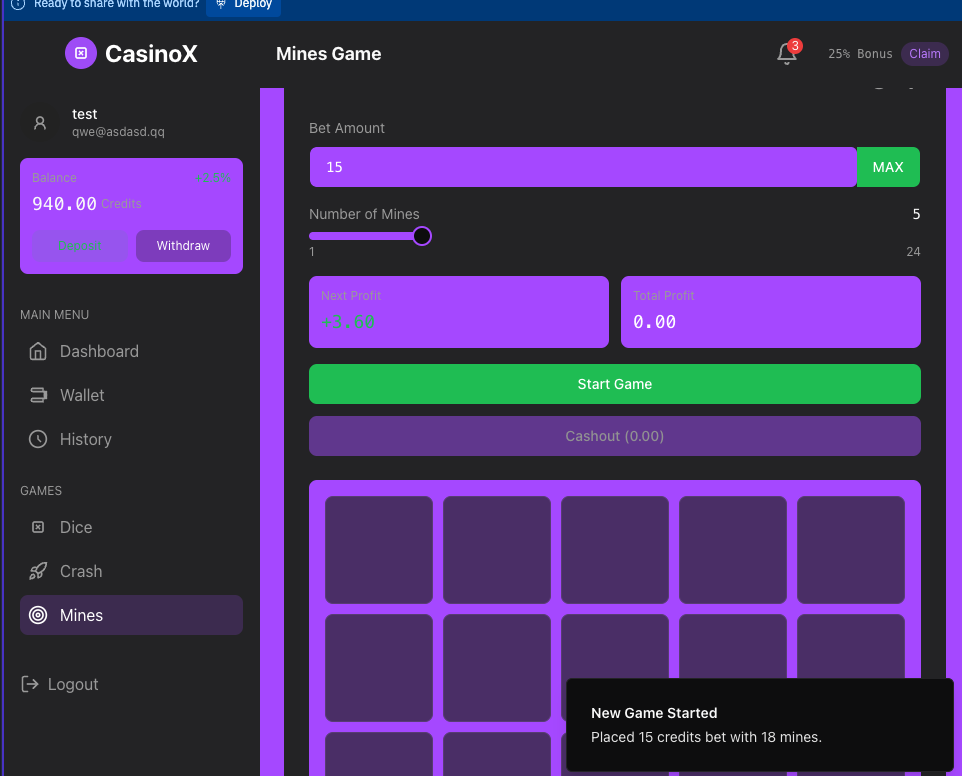 Ready to share with the world?
Deploy
CasinoX
Mines Game
3
25% Bonus
Claim
test
qwe@asdasd.qq
Balance
940.00 Credits
Withdraw
Bet Amount
15
MAX
Number of Mines
5
1
24
Next Profit
+3.60
Total Profit
0.00
Start Game
Cashout (0.00)
MAIN MENU
Dashboard
Wallet
History
GAMES
Dice
Crash
Mines
Logout
New Game Started
Placed 15 credits bet with 18 mines.